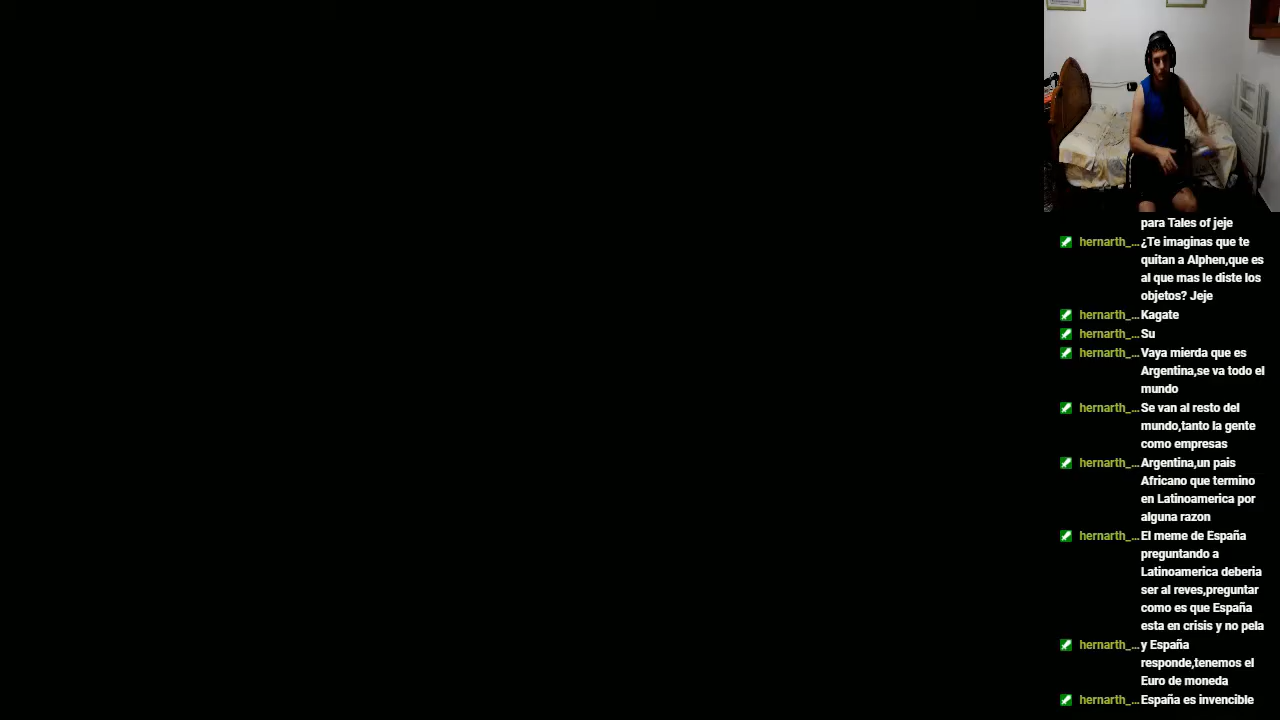 para Tales of jeje
hernarth_... ¿Te imaginas que te
quitan a Alphen,que es
al que mas le diste los
objetos? Jeje
hernarth_... Kagate
hernarth_... Su
hernarth_... Vaya mierda que es
Argentina,se va todo el
mundo
hernarth_... Se van al resto del
mundo,tanto la gente
como empresas
hernarth_... Argentina,un pais
Africano que termino
en Latinoamerica por
alguna razon
hernarth_... El meme de España
preguntando a
Latinoamerica deberia
ser al reves,preguntar
como es que España
esta en crisis y no pela
hernarth_... y España
responde,tenemos el
Euro de moneda
hernarth_... España es invencible